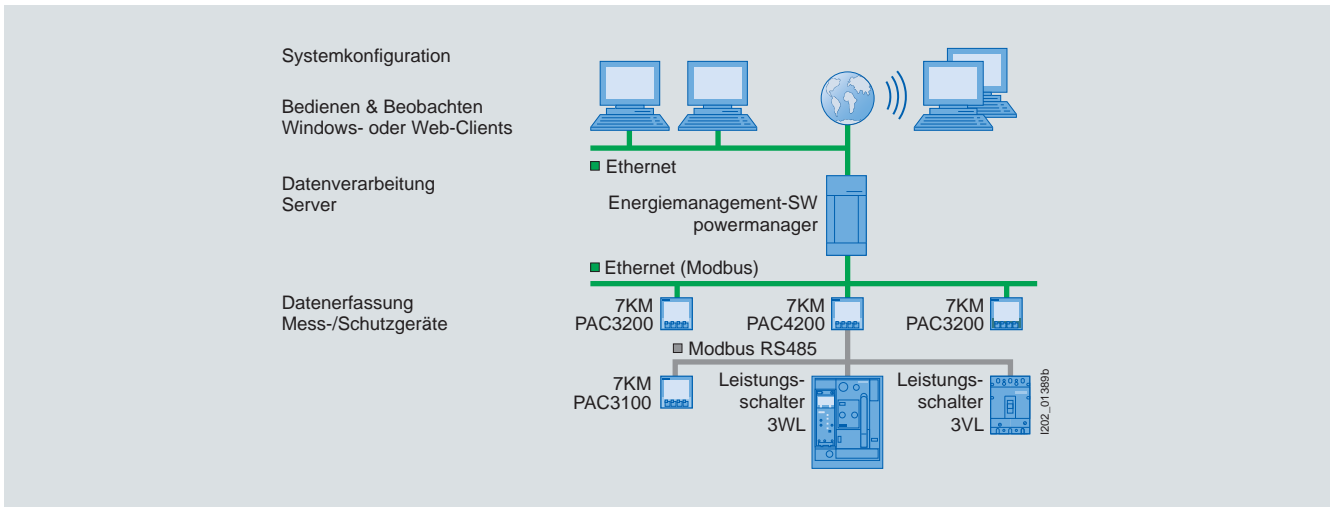 Systemkonfiguration
Bedienen & Beobachten
Windows- oder Web-Clients
Ethernet
Datenverarbeitung
Server
Energiemanagement-SW
powermanager
Ethernet (Modbus)
Datenerfassung
Mess-/Schutzgeräte
7KM
PAC3200
7KM
PAC4200
7KM
PAC3200
Modbus RS485
7KM
PAC3100
Leistungs-
schalter
3WL
Leistungs-
schalter
3VL
I202_01389b